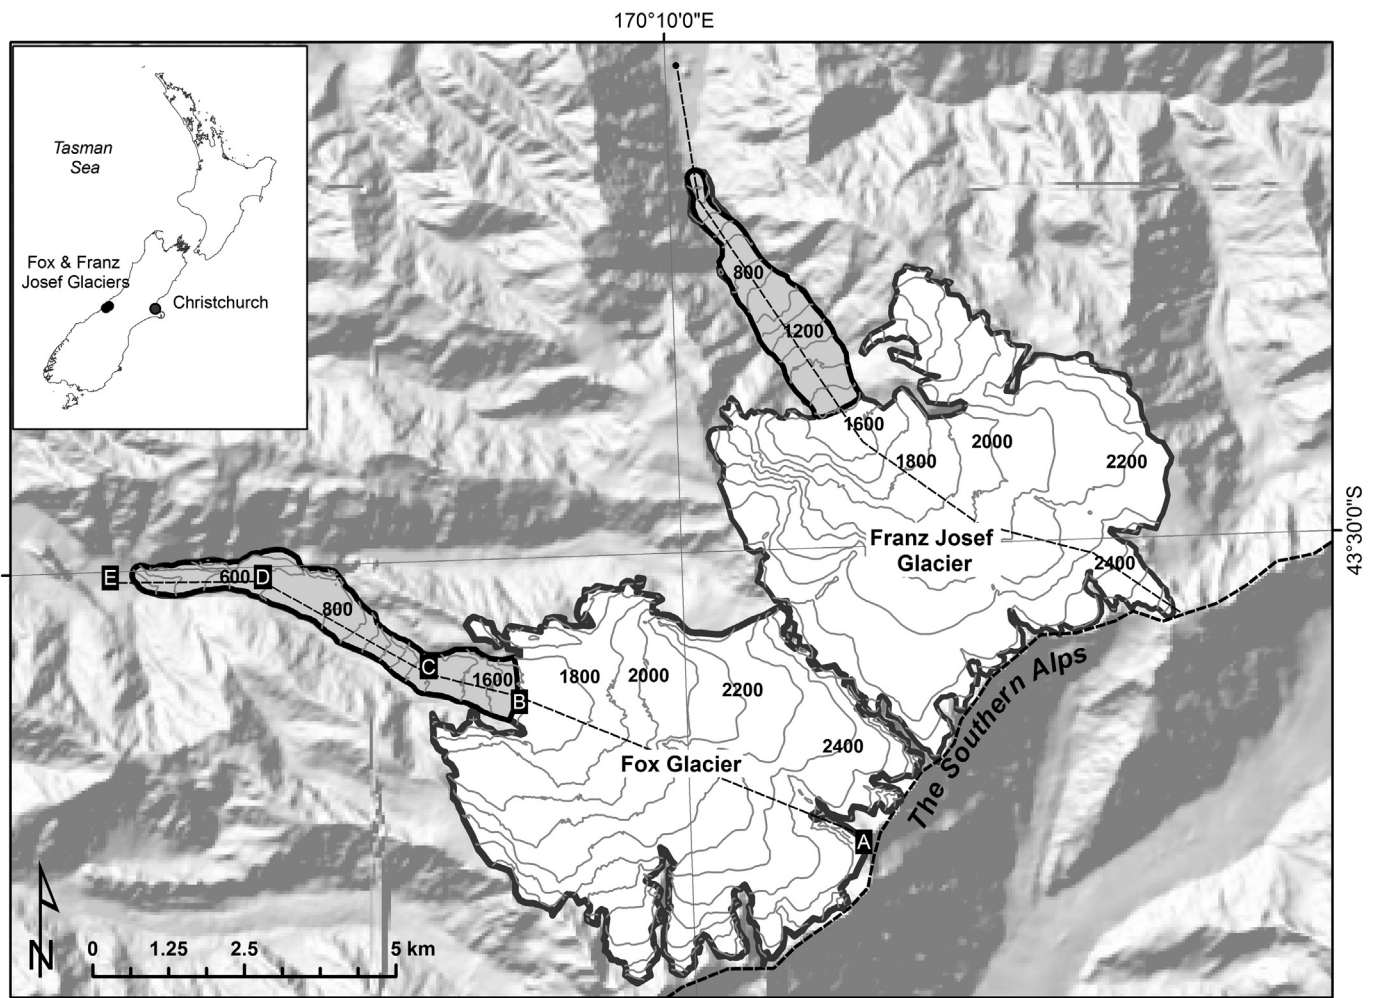 170°10'0"E
Tasman
Sea
Fox & Franz
Josef Glaciers
Christchurch
800
1200
1600
1800
2000
2200
Franz Josef
Glacier
2400
43°30'0"S
E
600
D
800
C
1600
B
1800
2000
2200
2400
Fox Glacier
A
The Southern Alps
N
0 1.25 2.5 5 km